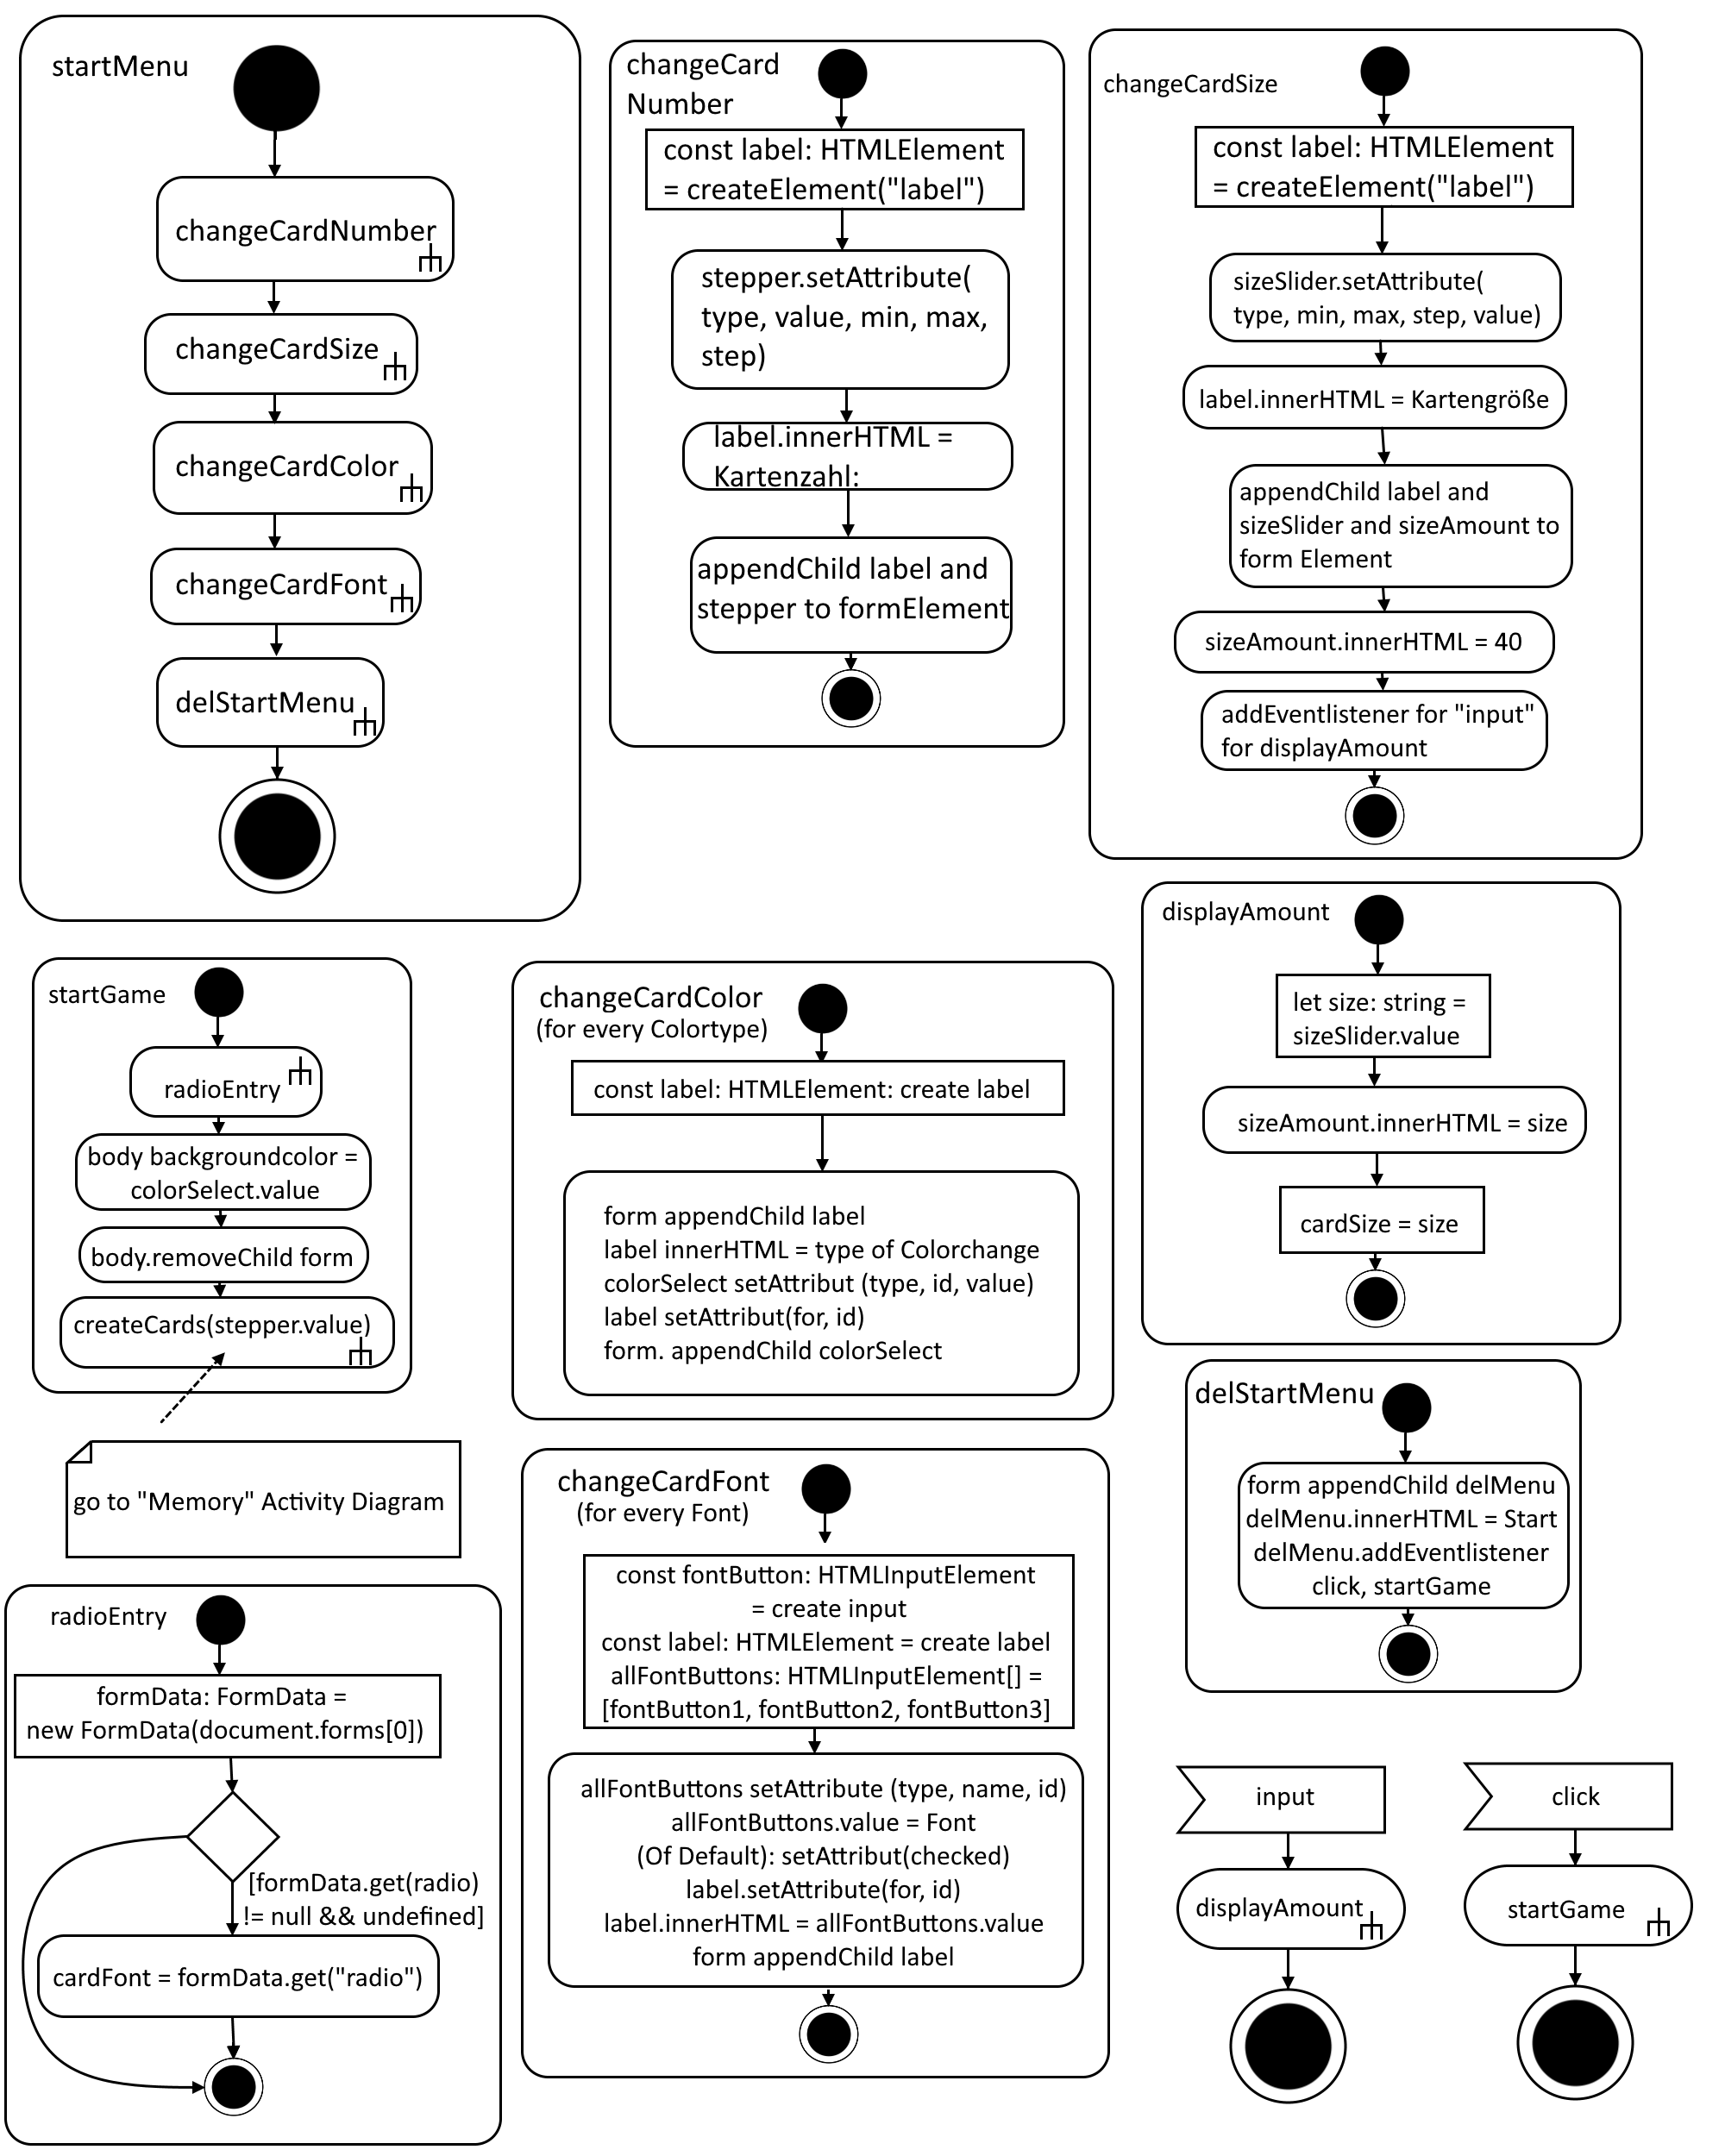 startMenu
changeCardNumber
changeCardSize
changeCardColor
changeCardFont
delStartMenu
changeCard
Number
const label: HTMLElement
= createElement("label")
stepper.setAttribute(
type, value, min, max,
step)
label.innerHTML =
Kartenzahl:
appendChild label and
stepper to formElement
changeCardSize
const label: HTMLElement
= createElement("label")
sizeSlider.setAttribute(
type, min, max, step, value)
label.innerHTML = Kartengröße
appendChild label and
sizeSlider and sizeAmount to
form Element
sizeAmount.innerHTML = 40
addEventlistener for "input"
for displayAmount
displayAmount
let size: string =
sizeSlider.value
sizeAmount.innerHTML = size
cardSize = size
startGame
radioEntry
body backgroundcolor =
colorSelect.value
body.removeChild form
createCards(stepper.value)
go to "Memory" Activity Diagram
changeCardColor
(for every Colortype)
const label: HTMLElement: create label
form appendChild label
label innerHTML = type of Colorchange
colorSelect setAttribut (type, id, value)
label setAttribut(for, id)
form. appendChild colorSelect
delStartMenu
form appendChild delMenu
delMenu.innerHTML = Start
delMenu.addEventlistener
click, startGame
changeCardFont
(for every Font)
const fontButton: HTMLInputElement
= create input
const label: HTMLElement = create label
allFontButtons: HTMLInputElement[] =
[fontButton1, fontButton2, fontButton3]
allFontButtons setAttribute (type, name, id)
allFontButtons.value = Font
(Of Default): setAttribut(checked)
label.setAttribute(for, id)
label.innerHTML = allFontButtons.value
form appendChild label
radioEntry
formData: FormData =
new FormData(document.forms[0])
[formData.get(radio)
!= null && undefined]
cardFont = formData.get("radio")
input
displayAmount
click
startGame